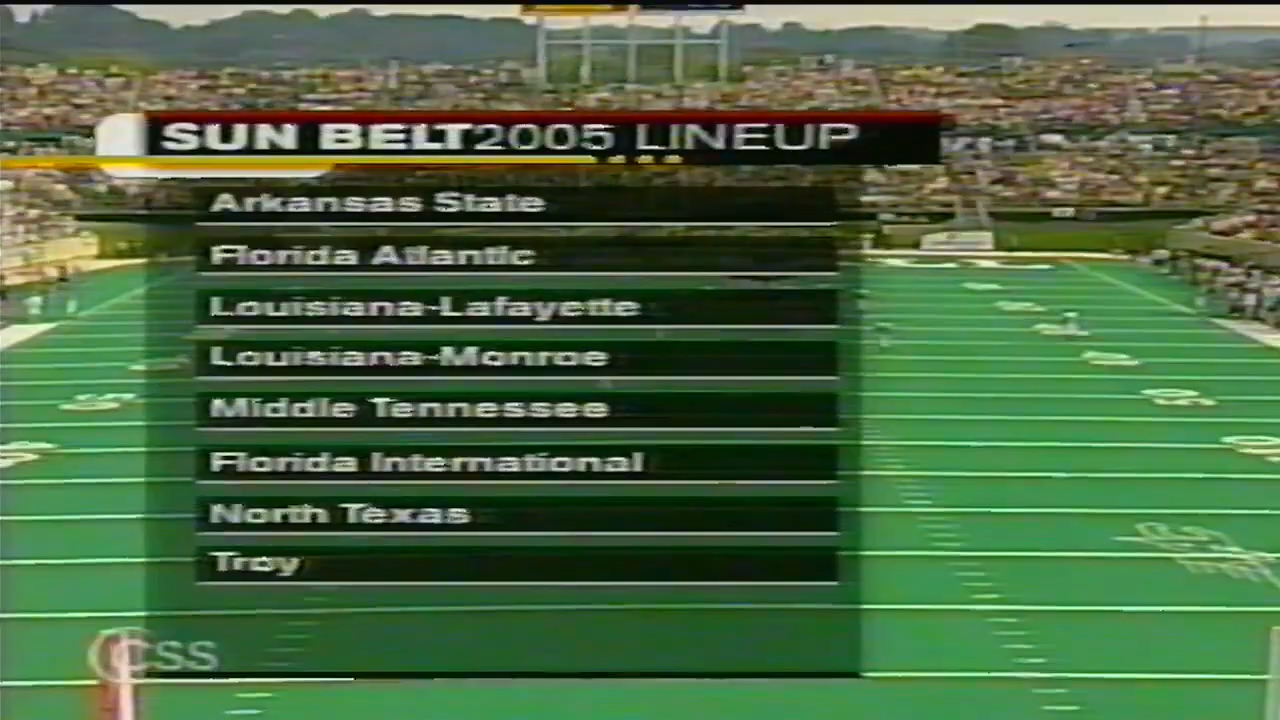 SUN BELT 2005 LINEUP
Arkansas State
Florida Atlantic
Louisiana-Lafayette
Louisiana-Monroe
Middle Tennessee
Florida International
North Texas
Troy
CSS